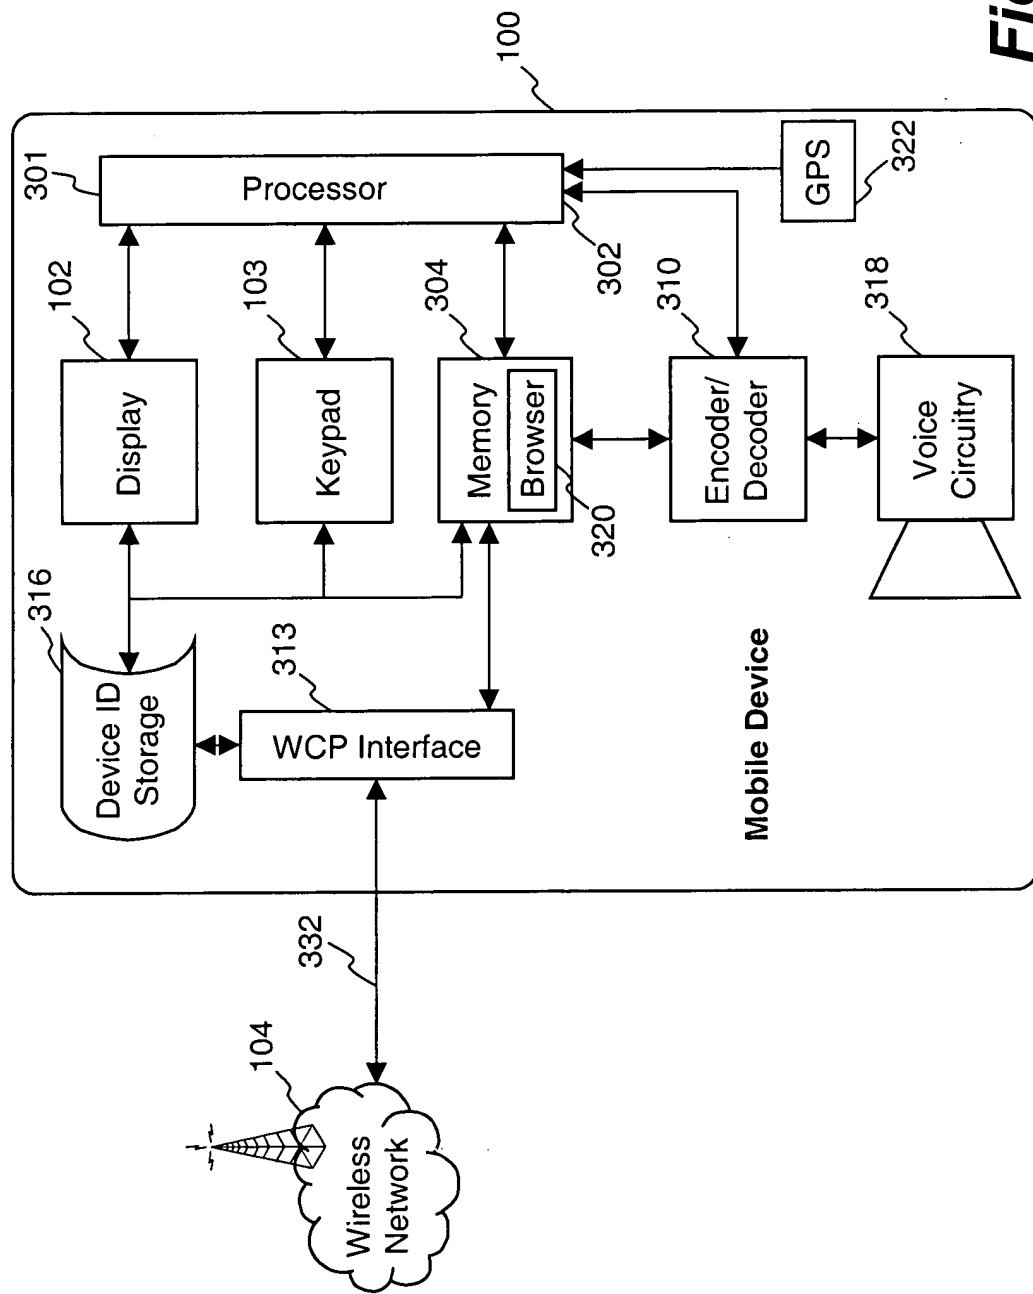 Wireless
Network
104
332
Device ID
Storage
316
WCP Interface
313
Mobile Device
Display
102
Keypad
103
Memory
304
Browser
320
Encoder/
Decoder
310
Voice
Circuitry
318
Processor
301
302
GPS
322
100
Fi